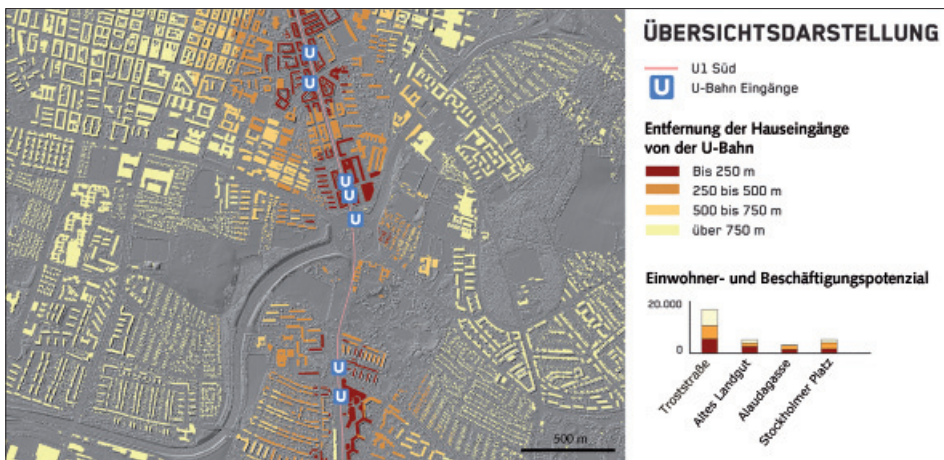 ÜBERSICHTSDARSTELLUNG
U1 Süd
U
U-Bahn Eingänge
Entfernung der Hauseingänge
von der U-Bahn
Bis 250 m
250 bis 500 m
500 bis 750 m
über 750 m
Einwohner- und Beschäftigungspotenzial
20.000
0
Troststraße
Altes Landgut
Alaudagasse
Stockholmer Platz
U
U
U
U
U
U
U
500 m